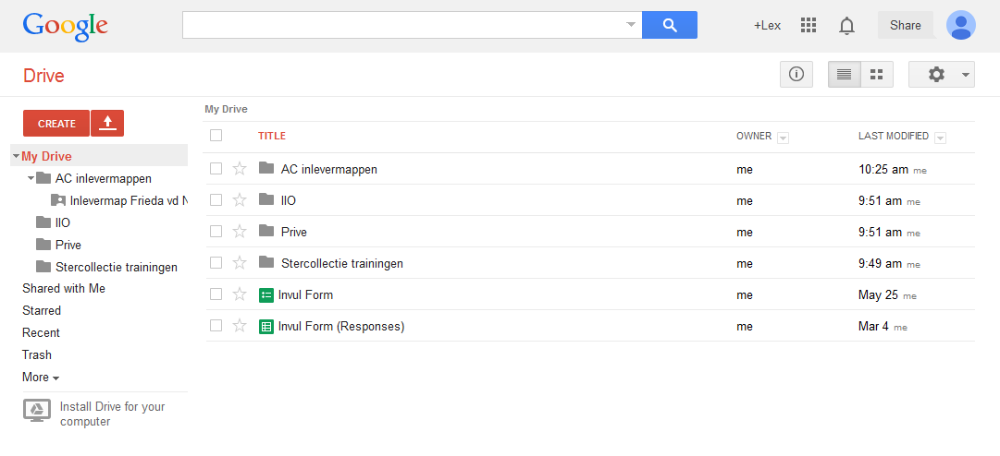 Google
+Lex
Share
Drive
CREATE
My Drive
AC inlevermappen
Inlevermap Frieda vd N
IIO
Prive
Stercollectie trainingen
Shared with Me
Starred
Recent
Trash
More
Install Drive for your
computer
My Drive
TITLE OWNER LAST MODIFIED
AC inlevermappen me 10:25 am me
IIO me 9:51 am me
Prive me 9:51 am me
Stercollectie trainingen me 9:49 am me
Invul Form me May 25 me
Invul Form (Responses) me Mar 4 me